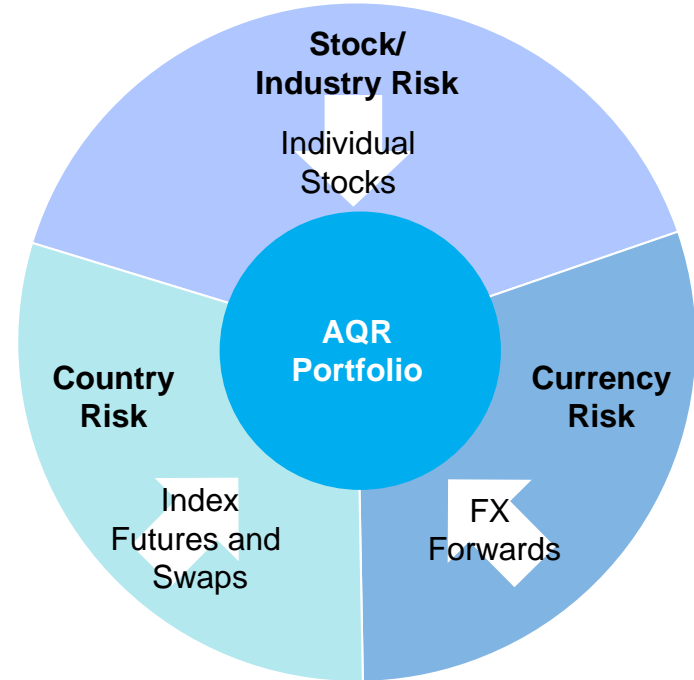 Stock/
Industry Risk
Individual
Stocks
AQR
Portfolio
Country
Risk
Currency
Risk
Index
Futures and
Swaps
FX
Forwards